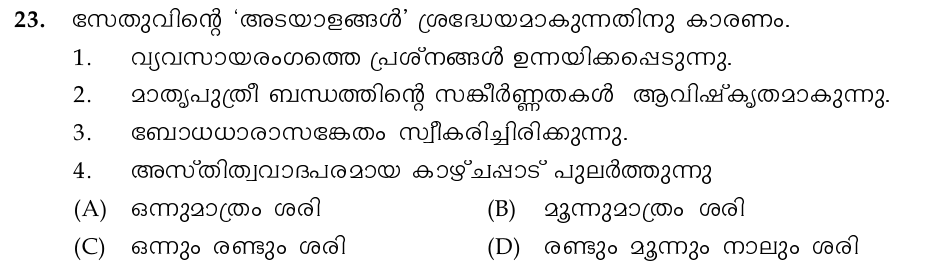 23. സേതുവിന്റെ ‘അടയാളങ്ങൾ’ ശ്രദ്ധേയമാകുന്നതിനു കാരണം.
1. വ്യവസായരംഗത്തെ പ്രശ്നങ്ങൾ ഉന്നയിക്കപ്പെടുന്നു.
2. മാതൃപുത്രീ ബന്ധത്തിന്റെ സങ്കീർണ്ണതകൾ ആവിഷ്കൃതമാകുന്നു.
3. ബോധധാരാസങ്കേതം സ്വീകരിച്ചിരിക്കുന്നു.
4. അസ്തിത്വവാദപരമായ കാഴ്ചപ്പാട് പുലർത്തുന്നു
(A) ഒന്നുമാത്രം ശരി (B) മൂന്നുമാത്രം ശരി
(C) ഒന്നും രണ്ടും ശരി (D) രണ്ടും മൂന്നും നാലും ശരി